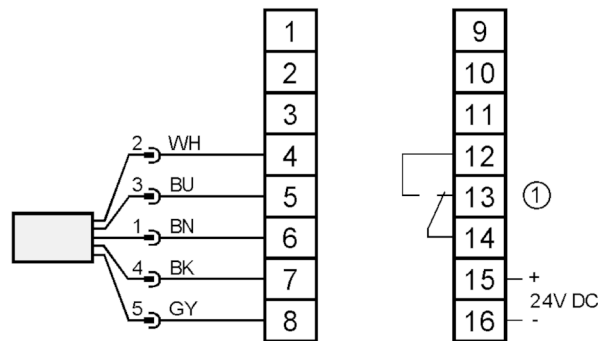 1 9
2 10
3 11
2 WH 4 12
3 BU 5 13 ①
1 BN 6 14
4 BK 7 15 +
24V DC
5 GY 8 16 -